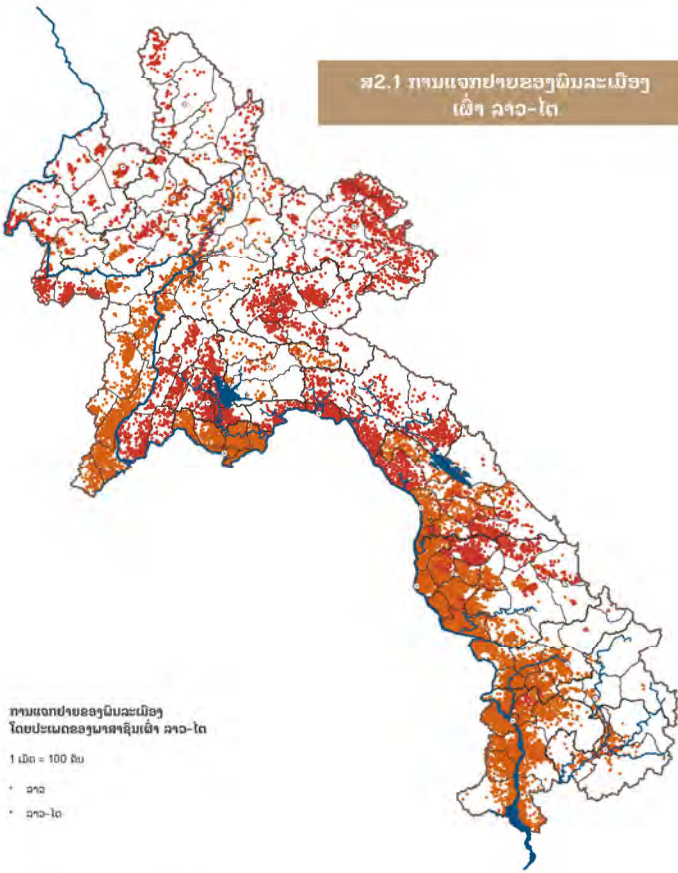 ສ2.1 ການແຈກຢາຍຂອງພົນລະເມືອງ
ເຜົ່າ ລາວ-ໄຕ
ການແຈກຢາຍຂອງພົນລະເມືອງ
ໂດຍປະເພດຂອງພາສາຊົນເຜົ່າ ລາວ-ໄຕ
1 ເມັດ = 100 ຄົນ
ລາວ
ລາວ-ໄຕ